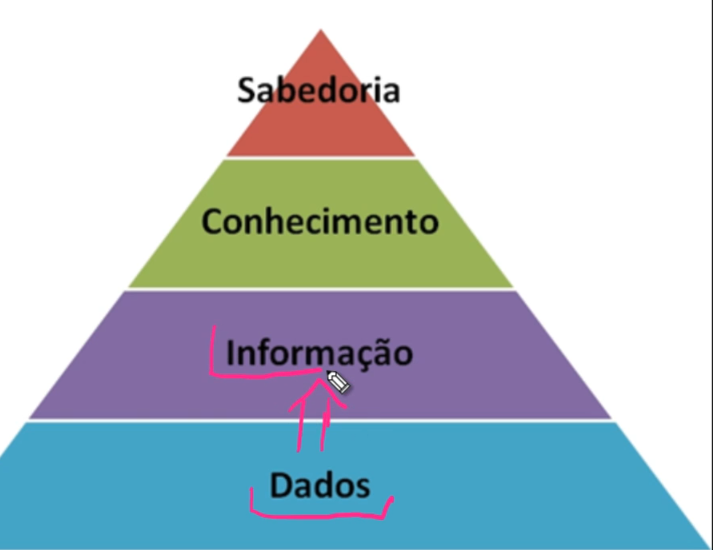 Sabedoria
Conhecimento
Informação
Dados